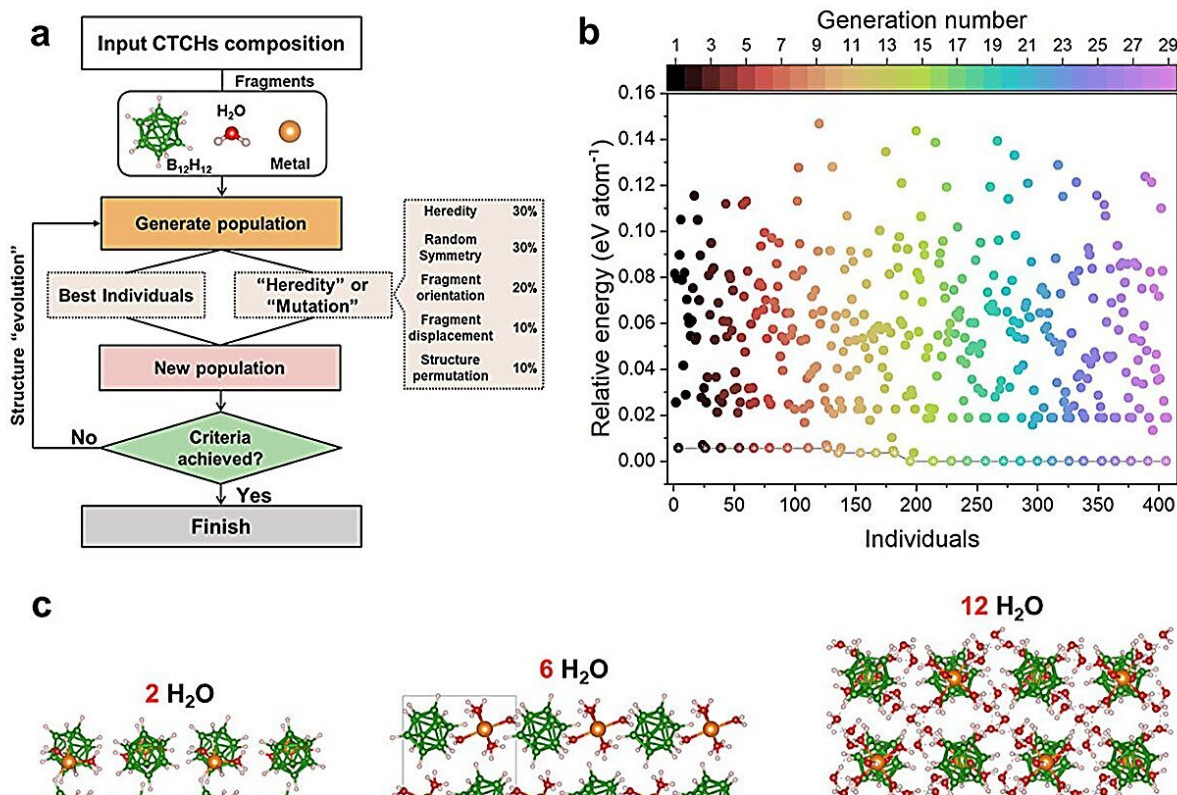 a
Input CTCHs composition
Fragments
H₂O
B₁₂H₁₂
Metal
Generate population
Best Individuals
"Heredity" or
"Mutation"
Heredity 30%
Random
Symmetry 30%
Fragment
orientation 20%
Fragment
displacement 10%
Structure
permutation 10%
New population
Structure "evolution"
No
Criteria
achieved?
Yes
Finish
b
Generation number
1 3 5 7 9 11 13 15 17 19 21 23 25 27 29
Relative energy (eV atom⁻¹)
0.16
0.14
0.12
0.10
0.08
0.06
0.04
0.02
0.00
0 50 100 150 200 250 300 350 400
Individuals
c
2 H₂O
6 H₂O
12 H₂O